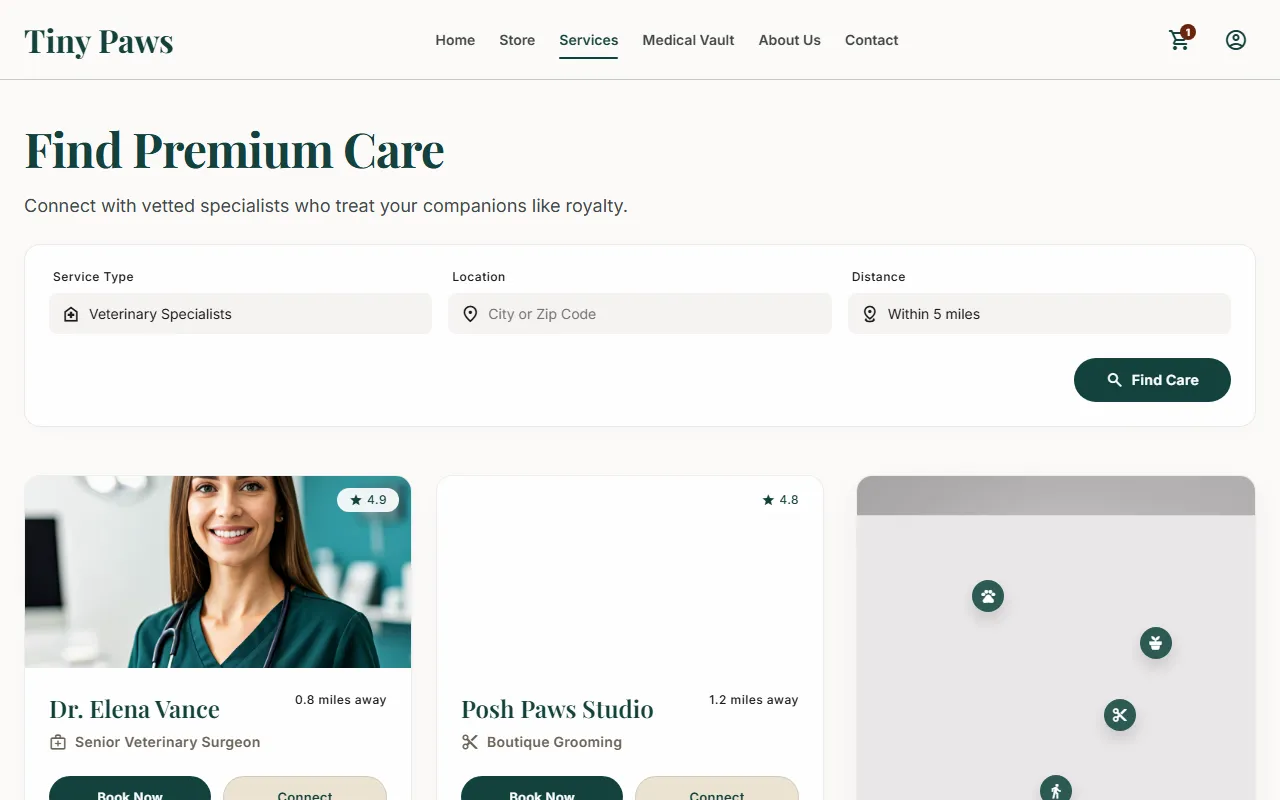 Tiny Paws
Home
Store
Services
Medical Vault
About Us
Contact
1
Find Premium Care
Connect with vetted specialists who treat your companions like royalty.
Service Type
Veterinary Specialists
Location
City or Zip Code
Distance
Within 5 miles
Find Care
4.9
Dr. Elena Vance
0.8 miles away
Senior Veterinary Surgeon
Book Now
Connect
4.8
Posh Paws Studio
1.2 miles away
Boutique Grooming
Book Now
Connect